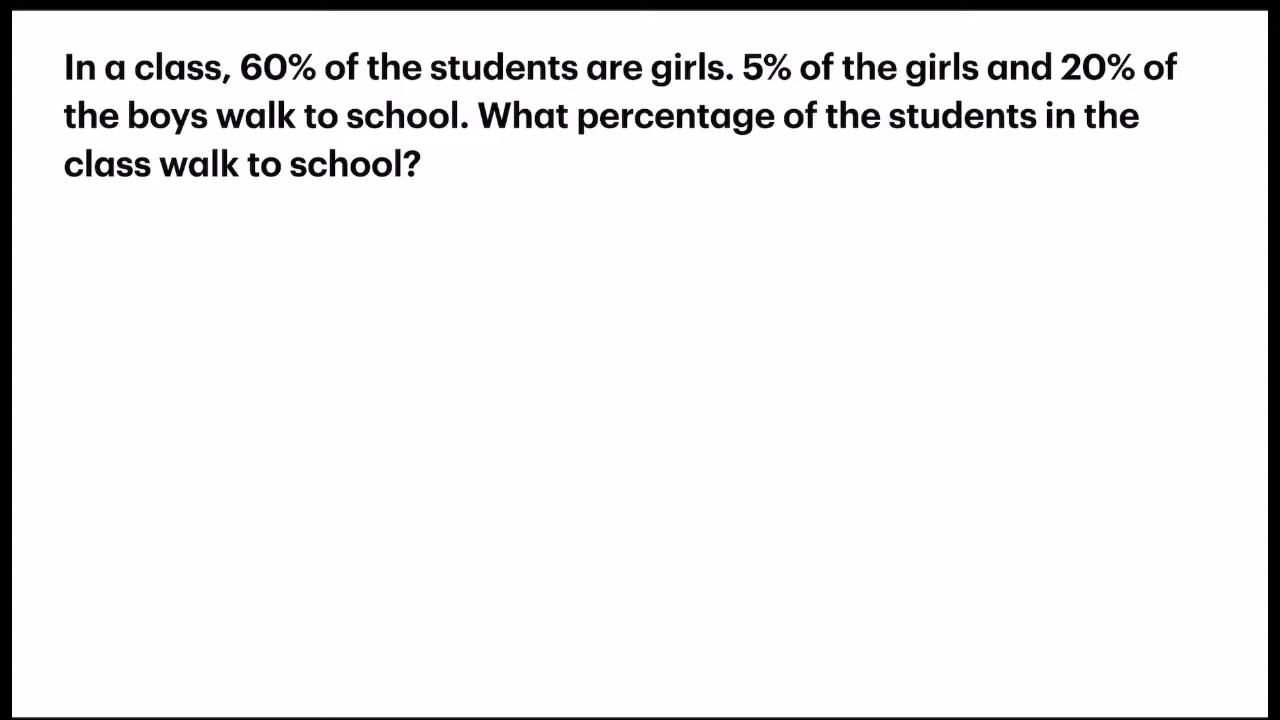 In a class, 60% of the students are girls. 5% of the girls and 20% of
the boys walk to school. What percentage of the students in the
class walk to school?